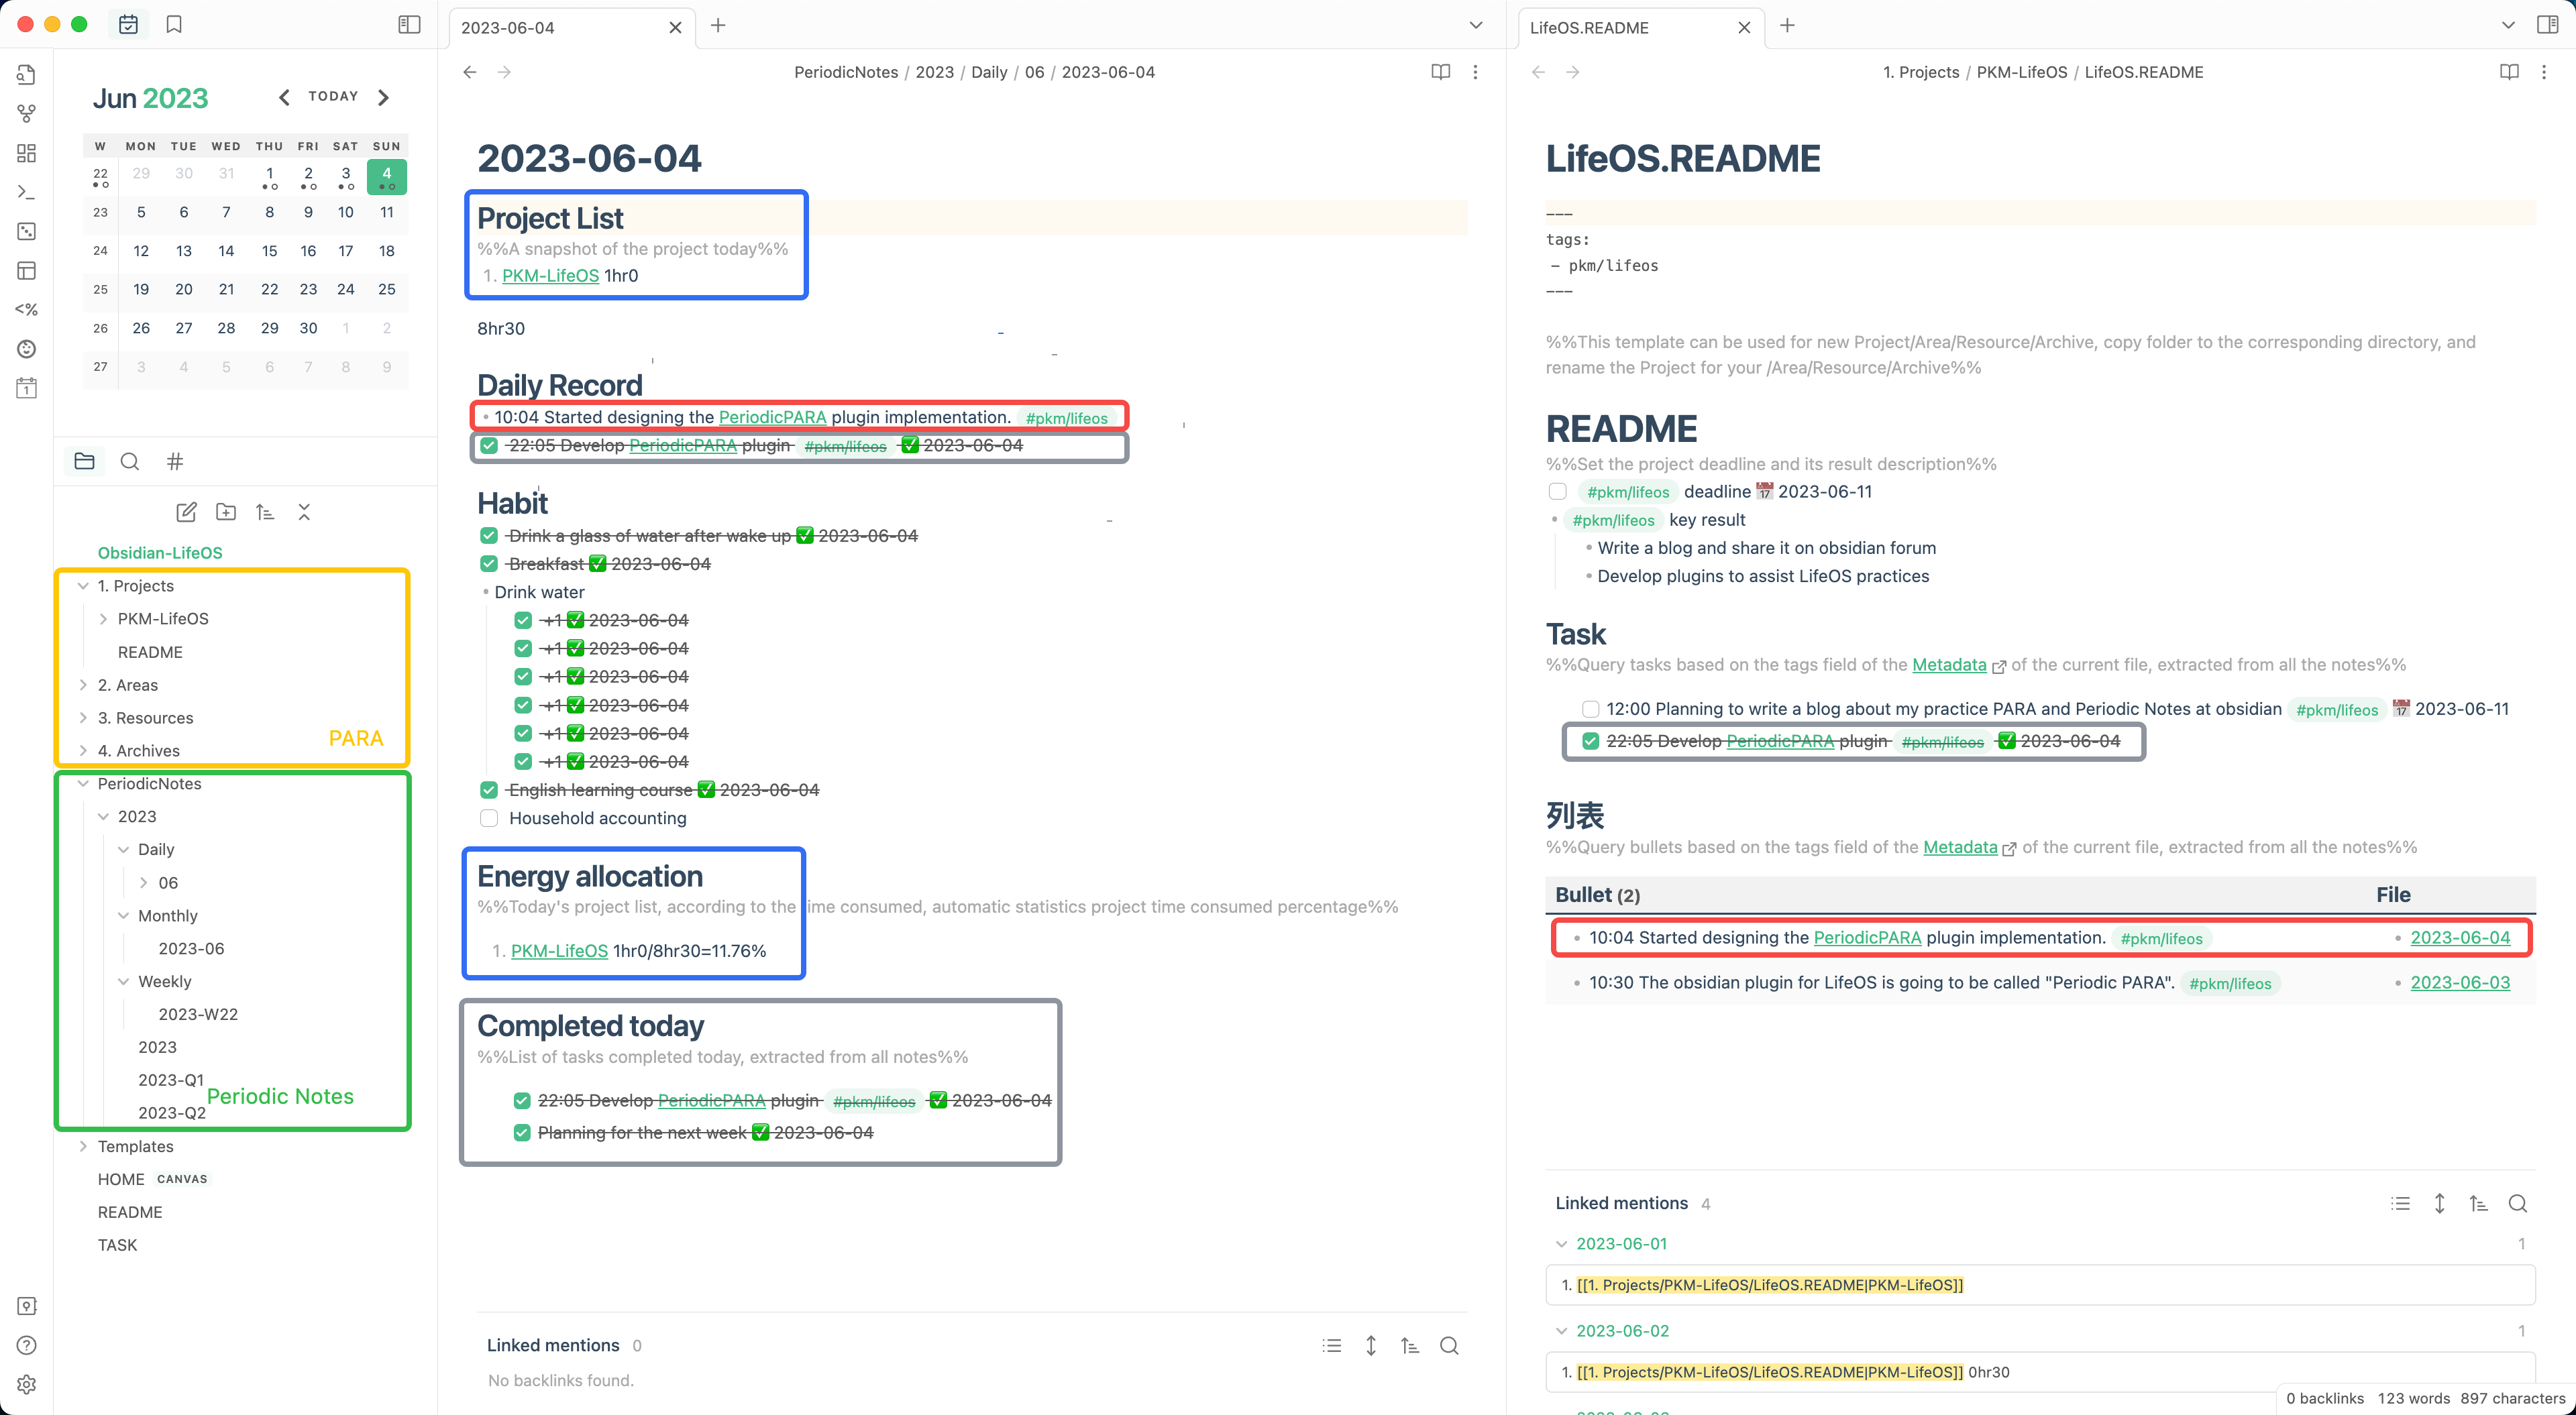 2023-06-04
LifeOS.README
PeriodicNotes / 2023 / Daily / 06 / 2023-06-04
1. Projects / PKM-LifeOS / LifeOS.README
Jun 2023
TODAY
W MON TUE WED THU FRI SAT SUN
22 29 30 31 1 2 3 4
23 5 6 7 8 9 10 11
24 12 13 14 15 16 17 18
25 19 20 21 22 23 24 25
26 26 27 28 29 30 1 2
27 3 4 5 6 7 8 9
Obsidian-LifeOS
1. Projects
PKM-LifeOS
README
2. Areas
3. Resources
4. Archives
PARA
PeriodicNotes
2023
Daily
06
Monthly
2023-06
Weekly
2023-W22
2023
2023-Q1
2023-Q2
Periodic Notes
Templates
HOME CANVAS
README
TASK
<%
1
2023-06-04
Project List
%%A snapshot of the project today%%
1. PKM-LifeOS 1hr0
8hr30
Daily Record
10:04 Started designing the PeriodicPARA plugin implementation. #pkm/lifeos
22:05 Develop PeriodicPARA plugin #pkm/lifeos ✅ 2023-06-04
Habit
Drink a glass of water after wake up ✅ 2023-06-04
Breakfast ✅ 2023-06-04
Drink water
+1 ✅ 2023-06-04
+1 ✅ 2023-06-04
+1 ✅ 2023-06-04
+1 ✅ 2023-06-04
+1 ✅ 2023-06-04
+1 ✅ 2023-06-04
English learning course ✅ 2023-06-04
Household accounting
Energy allocation
%%Today's project list, according to the ime consumed, automatic statistics project time consumed percentage%%
1. PKM-LifeOS 1hr0/8hr30=11.76%
Completed today
%%List of tasks completed today, extracted from all notes%%
22:05 Develop PeriodicPARA plugin #pkm/lifeos ✅ 2023-06-04
Planning for the next week ✅ 2023-06-04
Linked mentions 0
No backlinks found.
LifeOS.README
---
tags:
- pkm/lifeos
---
%%This template can be used for new Project/Area/Resource/Archive, copy folder to the corresponding directory, and
rename the Project for your /Area/Resource/Archive%%
README
%%Set the project deadline and its result description%%
#pkm/lifeos deadline 📅 2023-06-11
#pkm/lifeos key result
Write a blog and share it on obsidian forum
Develop plugins to assist LifeOS practices
Task
%%Query tasks based on the tags field of the Metadata of the current file, extracted from all the notes%%
12:00 Planning to write a blog about my practice PARA and Periodic Notes at obsidian #pkm/lifeos 📅 2023-06-11
22:05 Develop PeriodicPARA plugin #pkm/lifeos ✅ 2023-06-04
列表
%%Query bullets based on the tags field of the Metadata of the current file, extracted from all the notes%%
Bullet (2) File
10:04 Started designing the PeriodicPARA plugin implementation. #pkm/lifeos 2023-06-04
10:30 The obsidian plugin for LifeOS is going to be called "Periodic PARA". #pkm/lifeos 2023-06-03
Linked mentions 4
2023-06-01 1
1. [[1. Projects/PKM-LifeOS/LifeOS.README|PKM-LifeOS]]
2023-06-02 1
1. [[1. Projects/PKM-LifeOS/LifeOS.README|PKM-LifeOS]] 0hr30
0 backlinks 123 words 897 characters